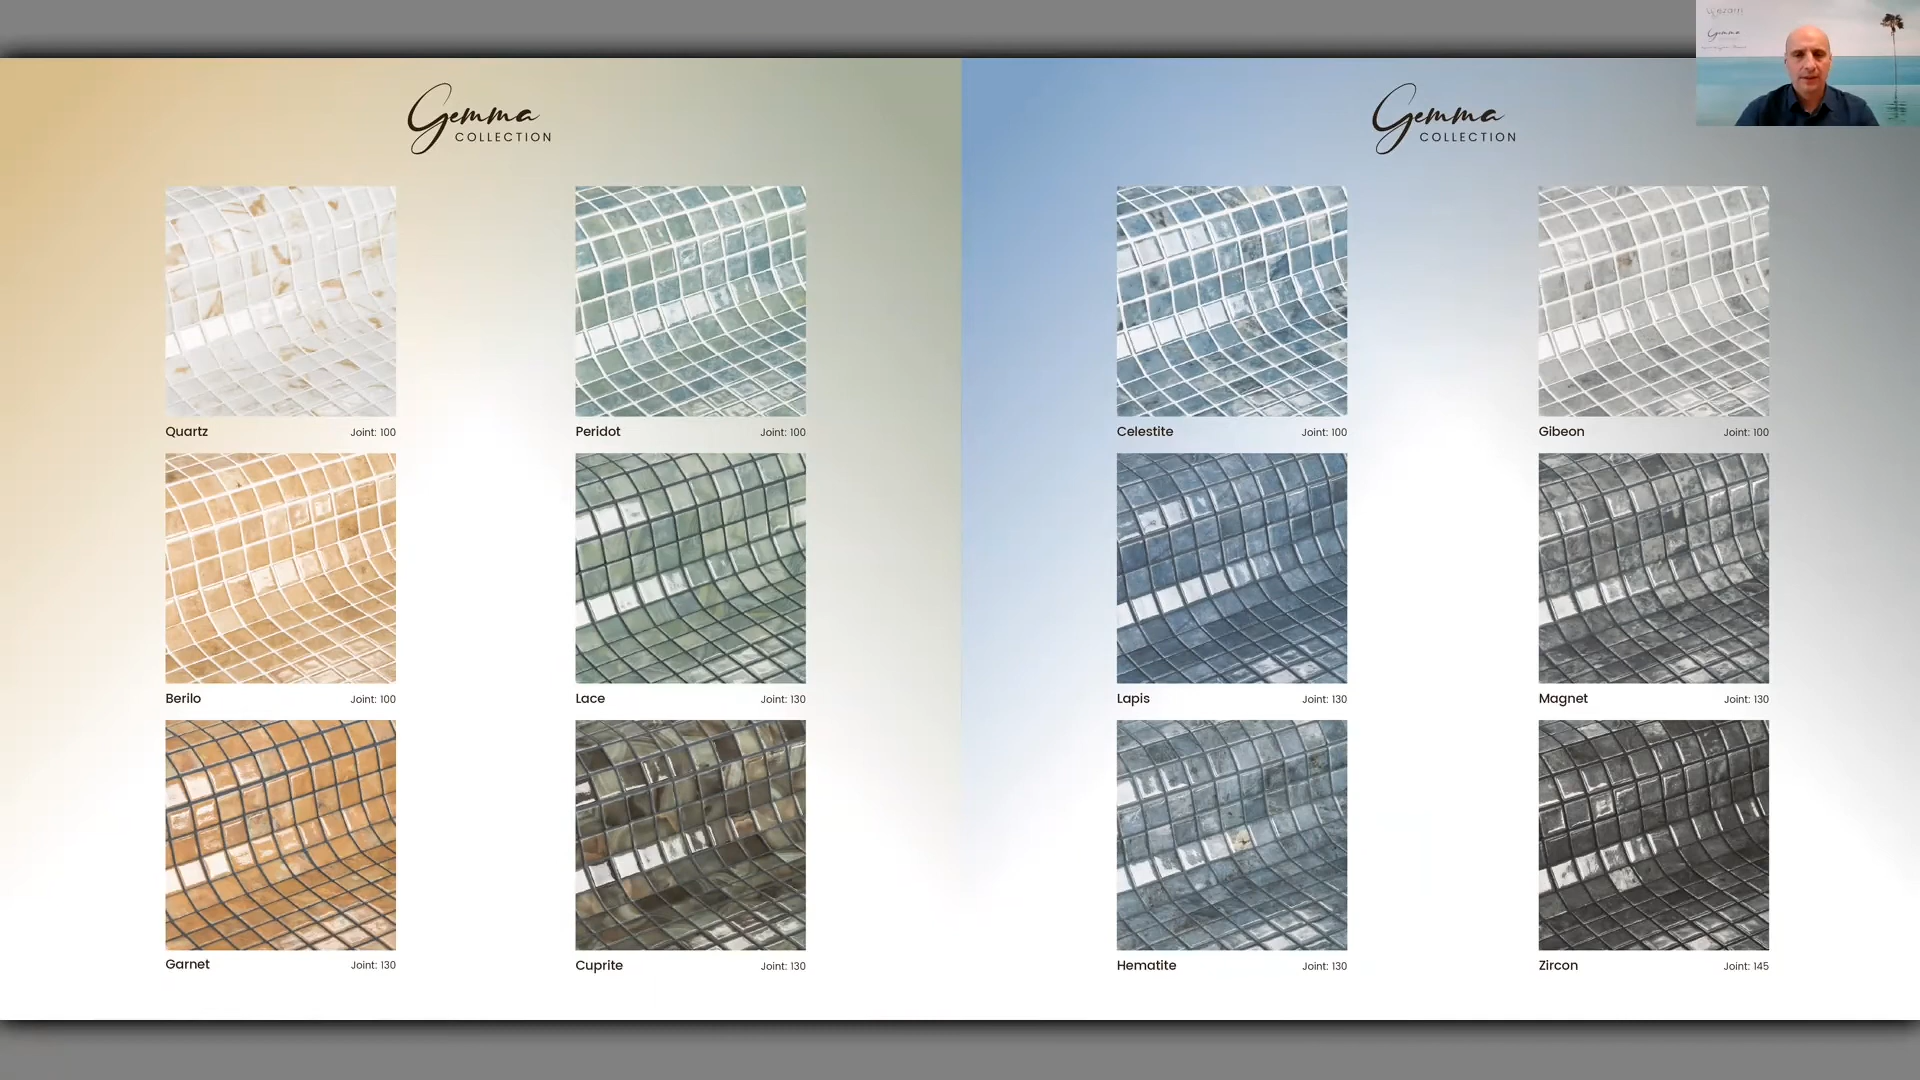 Gemma
COLLECTION
Quartz Joint: 100
Peridot Joint: 100
Berilo Joint: 100
Lace Joint: 130
Garnet Joint: 130
Cuprite Joint: 130
Gemma
COLLECTION
Celestite Joint: 100
Gibeon Joint: 100
Lapis Joint: 130
Magnet Joint: 130
Hematite Joint: 130
Zircon Joint: 145
Gemma